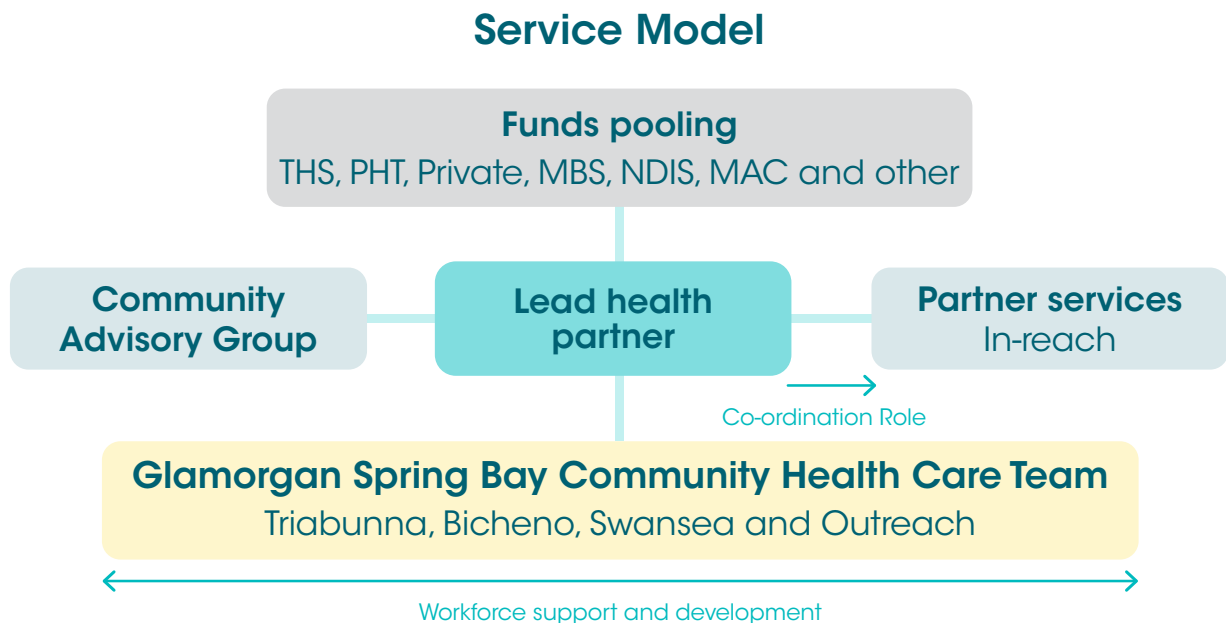 Service Model
Funds pooling
THS, PHT, Private, MBS, NDIS, MAC and other
Community
Advisory Group
Lead health
partner
Partner services
In-reach
Co-ordination Role
Glamorgan Spring Bay Community Health Care Team
Triabunna, Bicheno, Swansea and Outreach
Workforce support and development